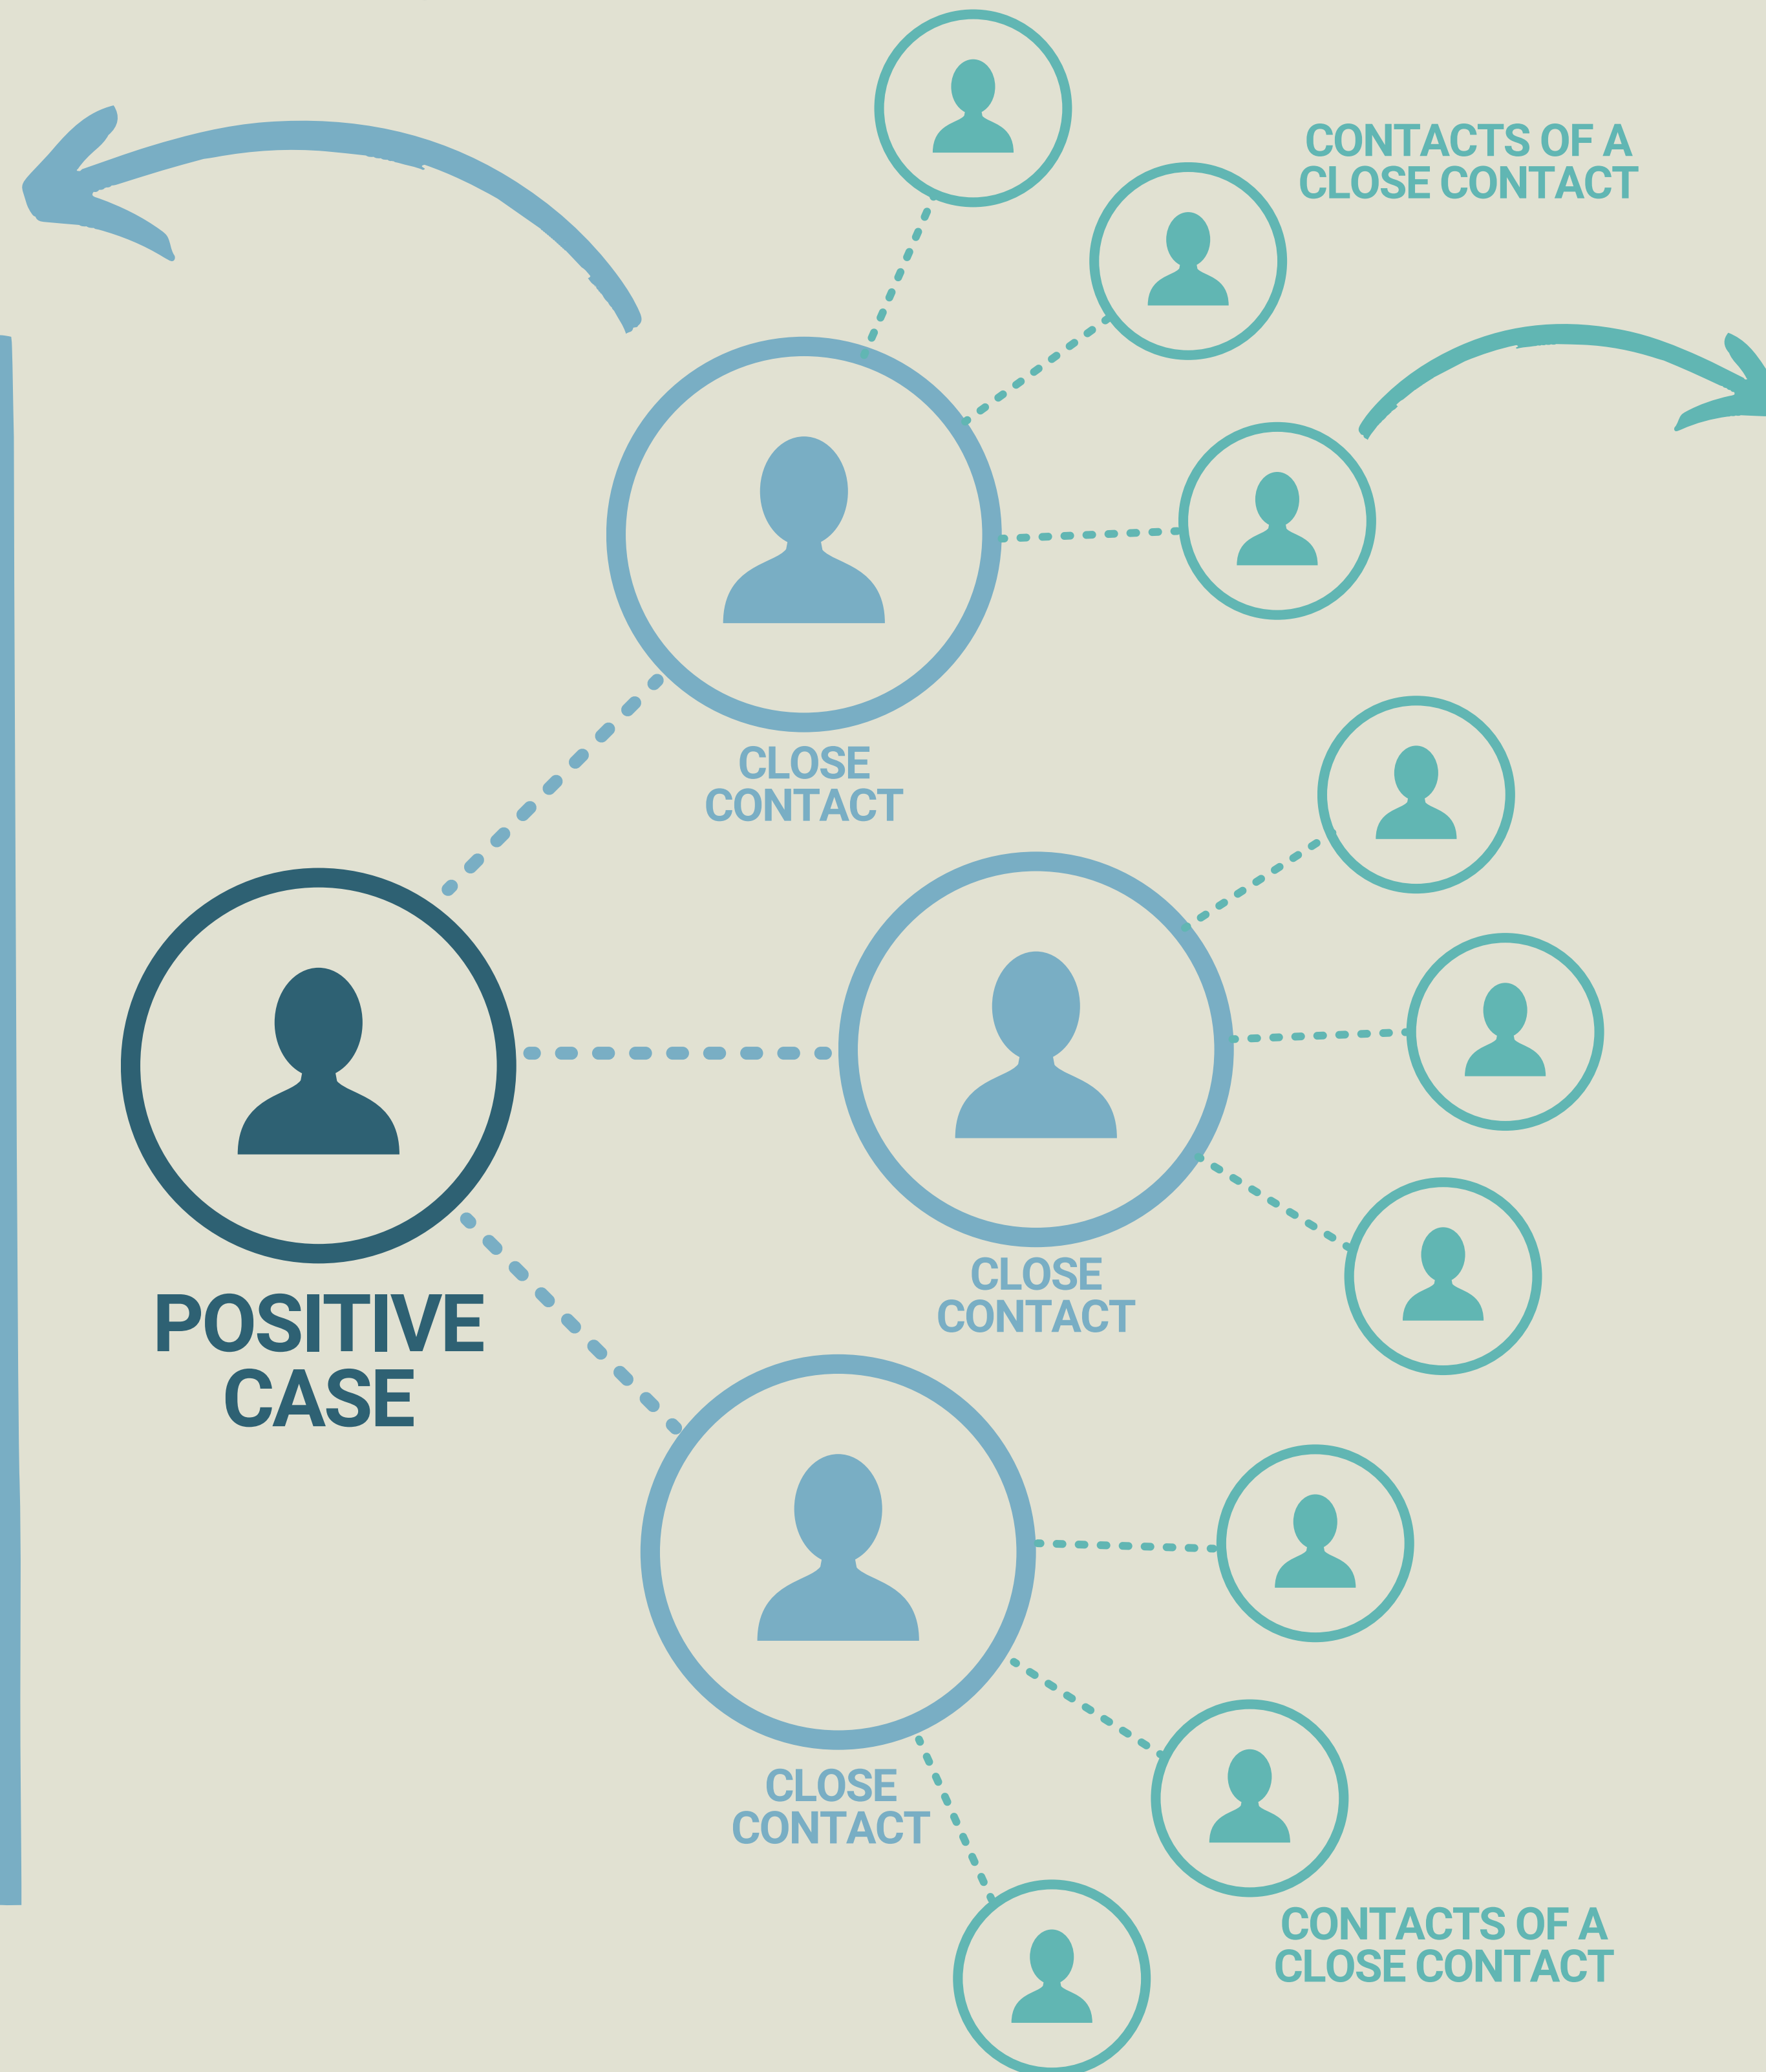 CONTACTS OF A
CLOSE CONTACT
CLOSE
CONTACT
CLOSE
CONTACT
POSITIVE
CASE
CLOSE
CONTACT
CONTACTS OF A
CLOSE CONTACT